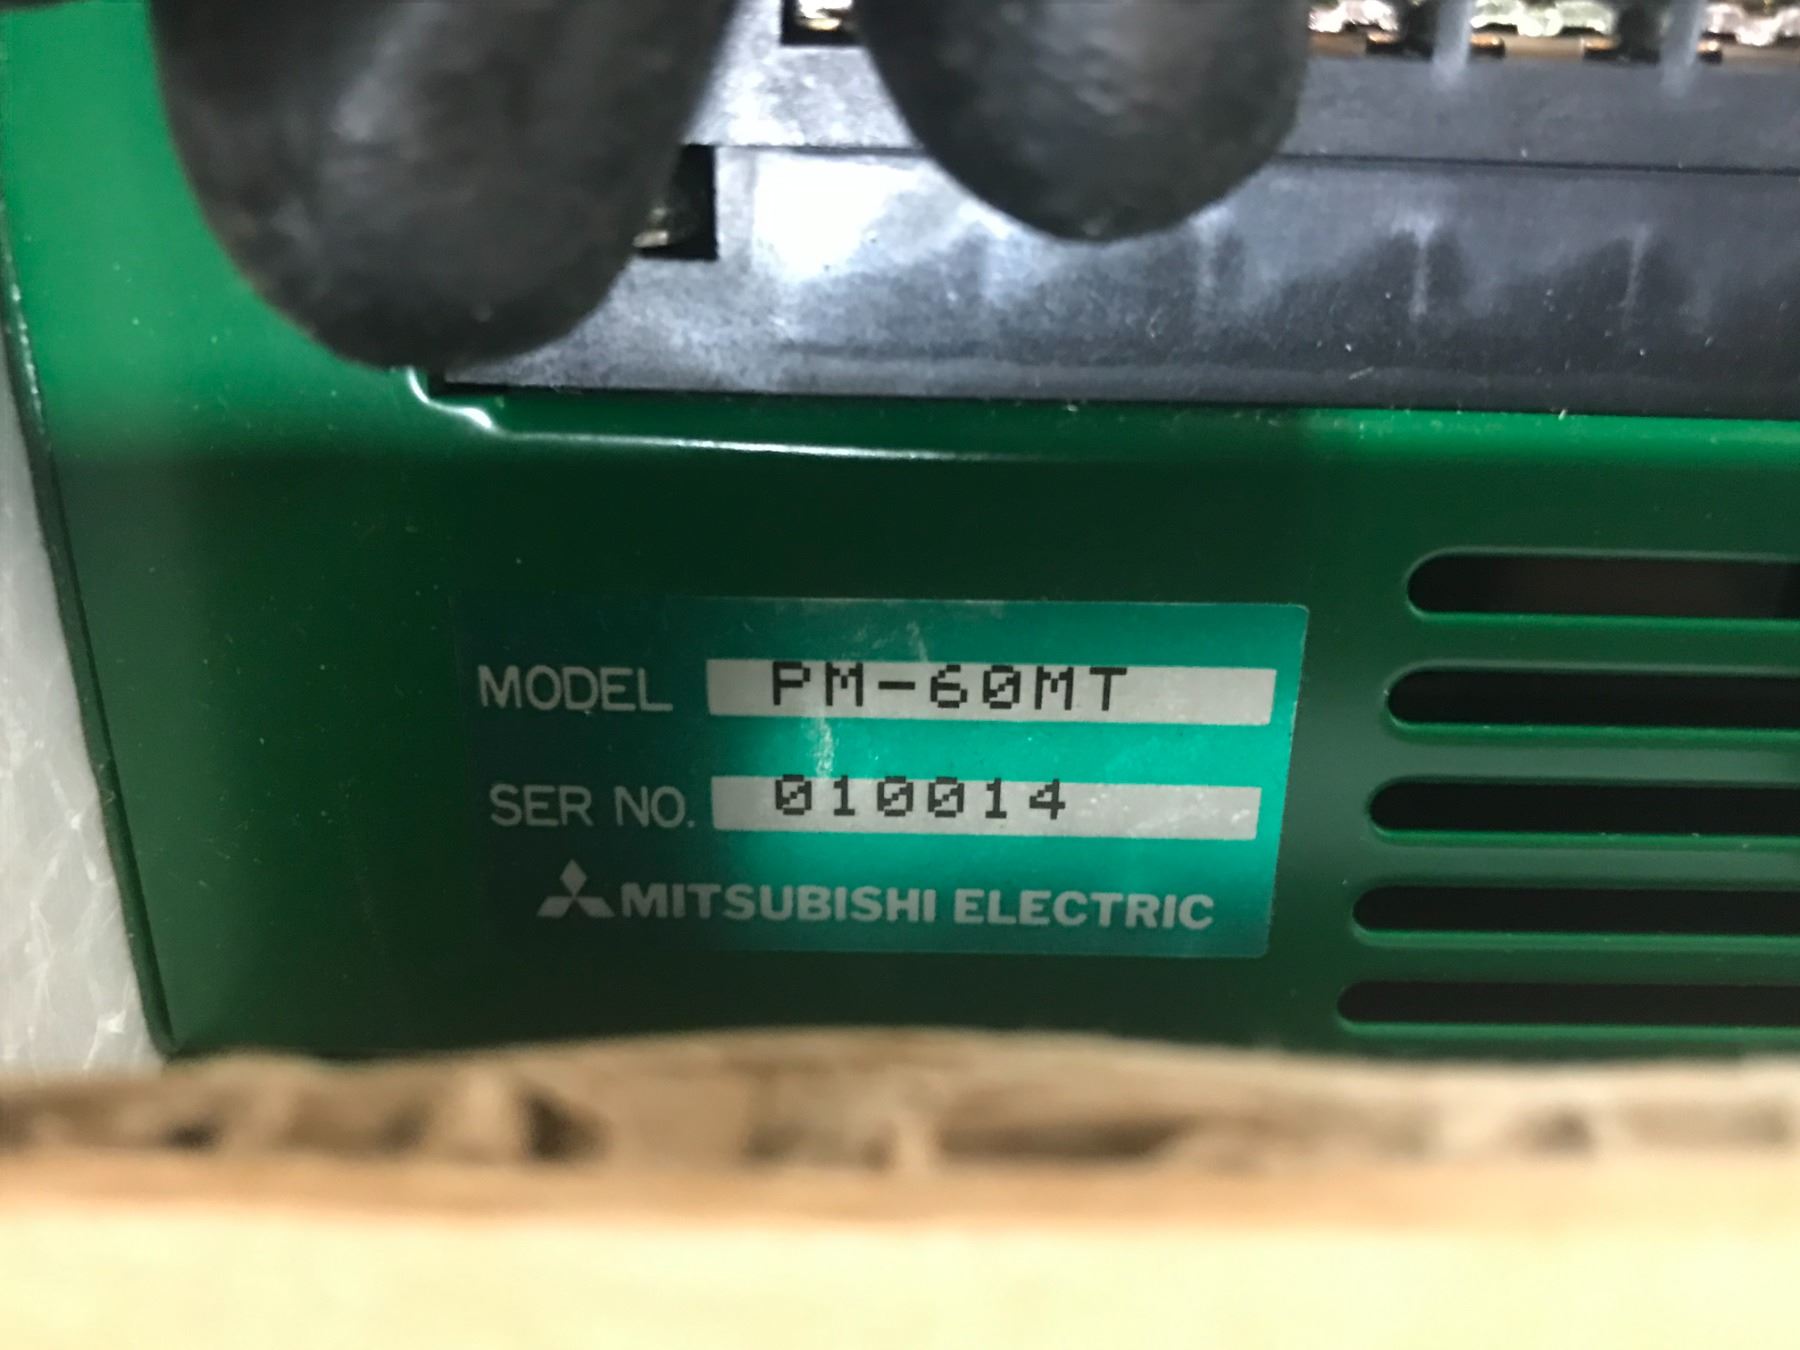 MODEL PM-60MT
SER NO. 010014
MITSUBISHI ELECTRIC